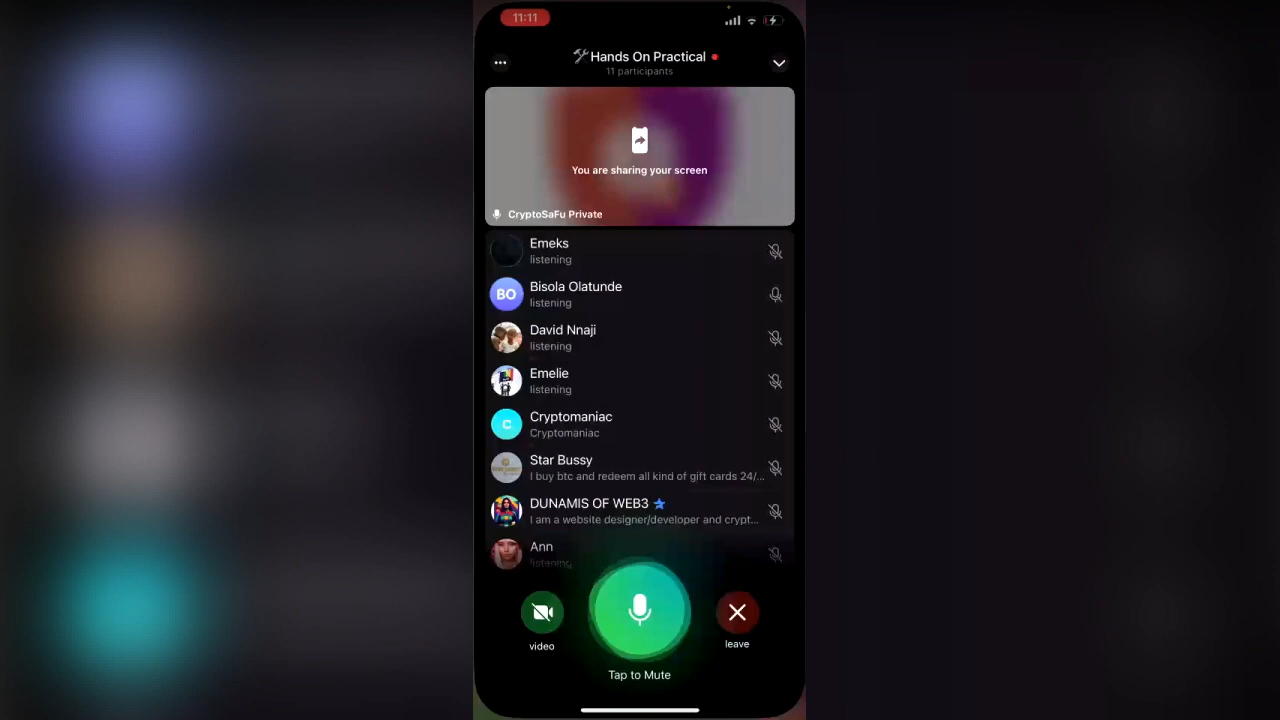 11:11
🛠Hands On Practical
11 participants
You are sharing your screen
CryptoSaFu Private
Emeks
listening
BO
Bisola Olatunde
listening
David Nnaji
listening
Emelie
listening
C
Cryptomaniac
Cryptomaniac
Star Bussy
I buy btc and redeem all kind of gift cards 24/...
DUNAMIS OF WEB3
I am a website designer/developer and crypt...
Ann
listening
video
leave
Tap to Mute